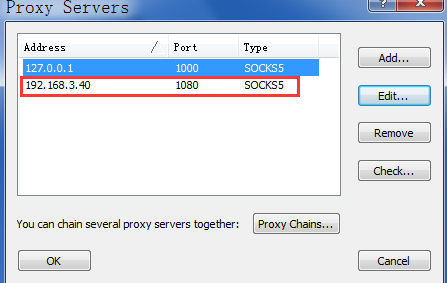 Proxy Servers
?
Address / Port Type
127.0.0.1 1000 SOCKS5
192.168.3.40 1080 SOCKS5
Add...
Edit...
Remove
Check...
You can chain several proxy servers together: Proxy Chains...
OK Cancel